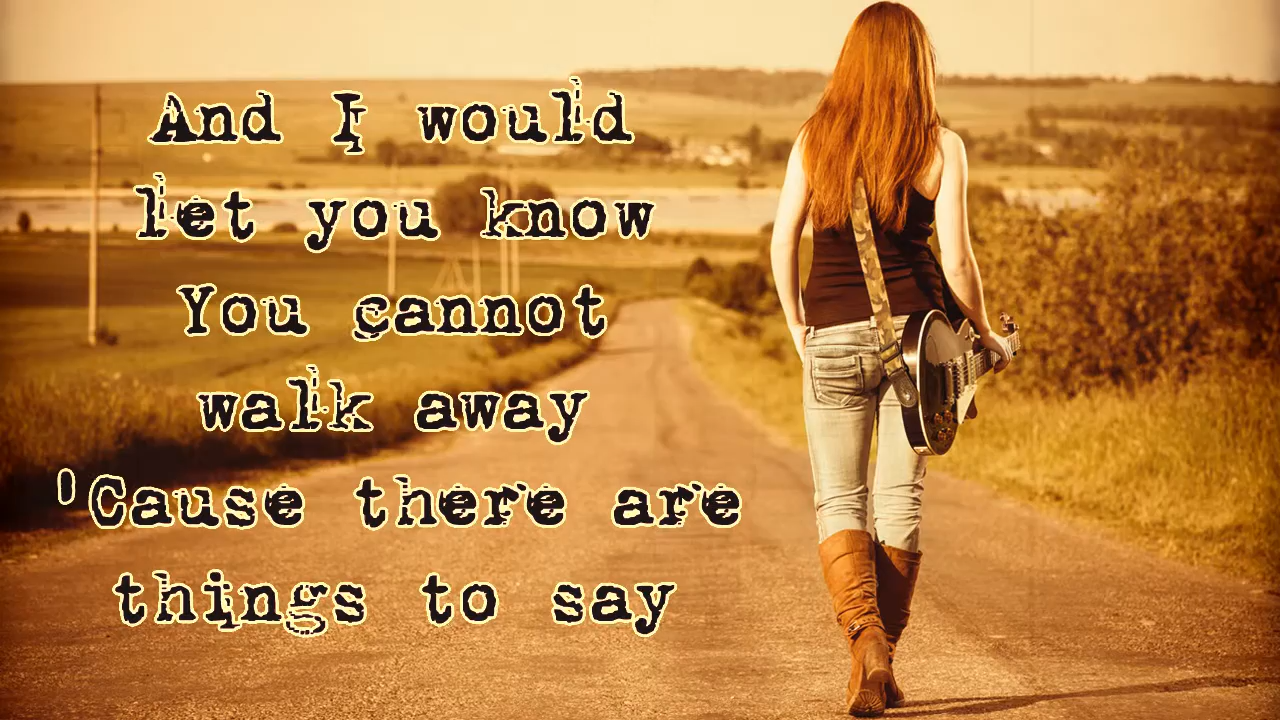 And I would
let you know
You cannot
walk away
'Cause there are
things to say